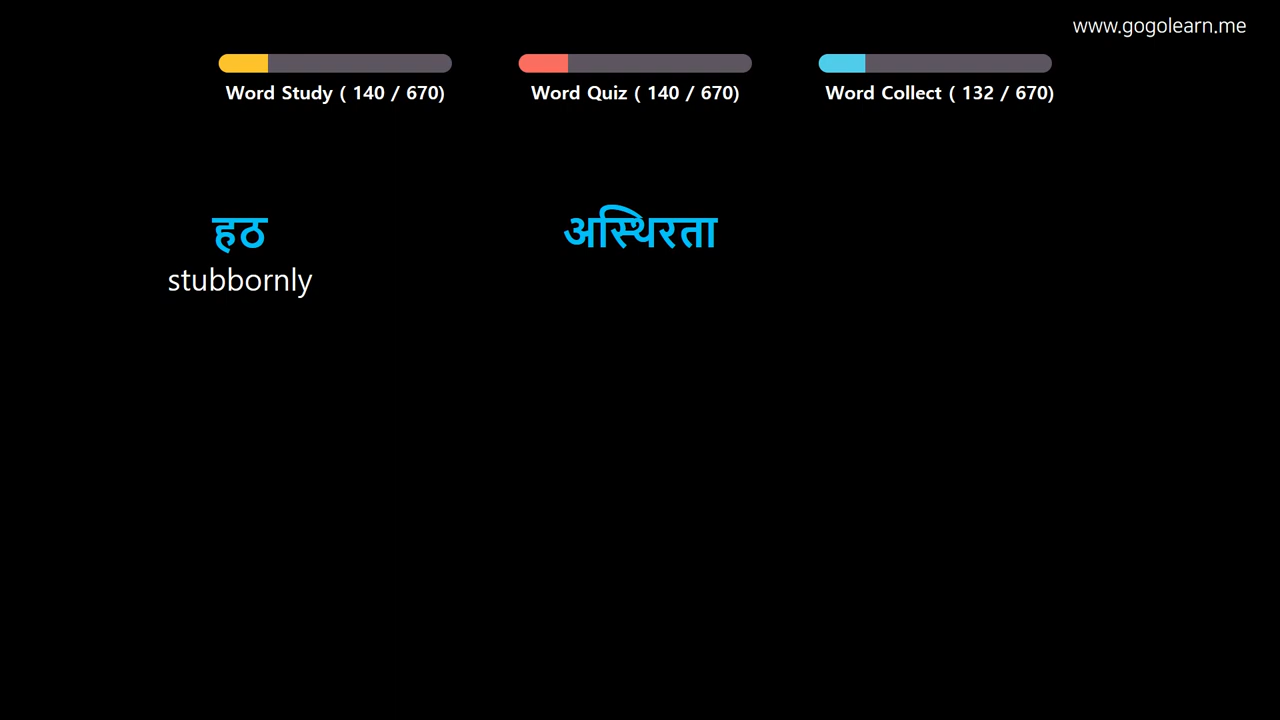 www.gogolearn.me
Word Study ( 140 / 670)
Word Quiz ( 140 / 670)
Word Collect ( 132 / 670)
हठ
stubbornly
अस्थिरता